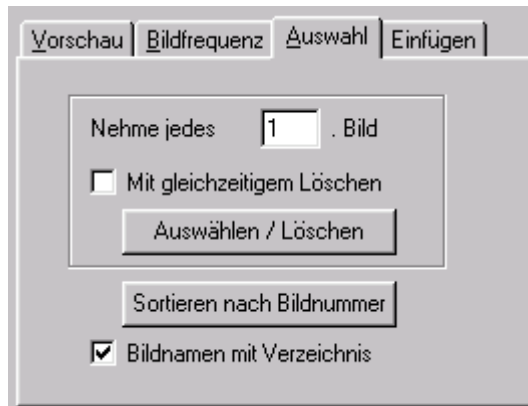 Vorschau Bildfrequenz Auswahl Einfügen
Nehme jedes 1 . Bild
Mit gleichzeitigem Löschen
Auswählen / Löschen
Sortieren nach Bildnummer
Bildnamen mit Verzeichnis